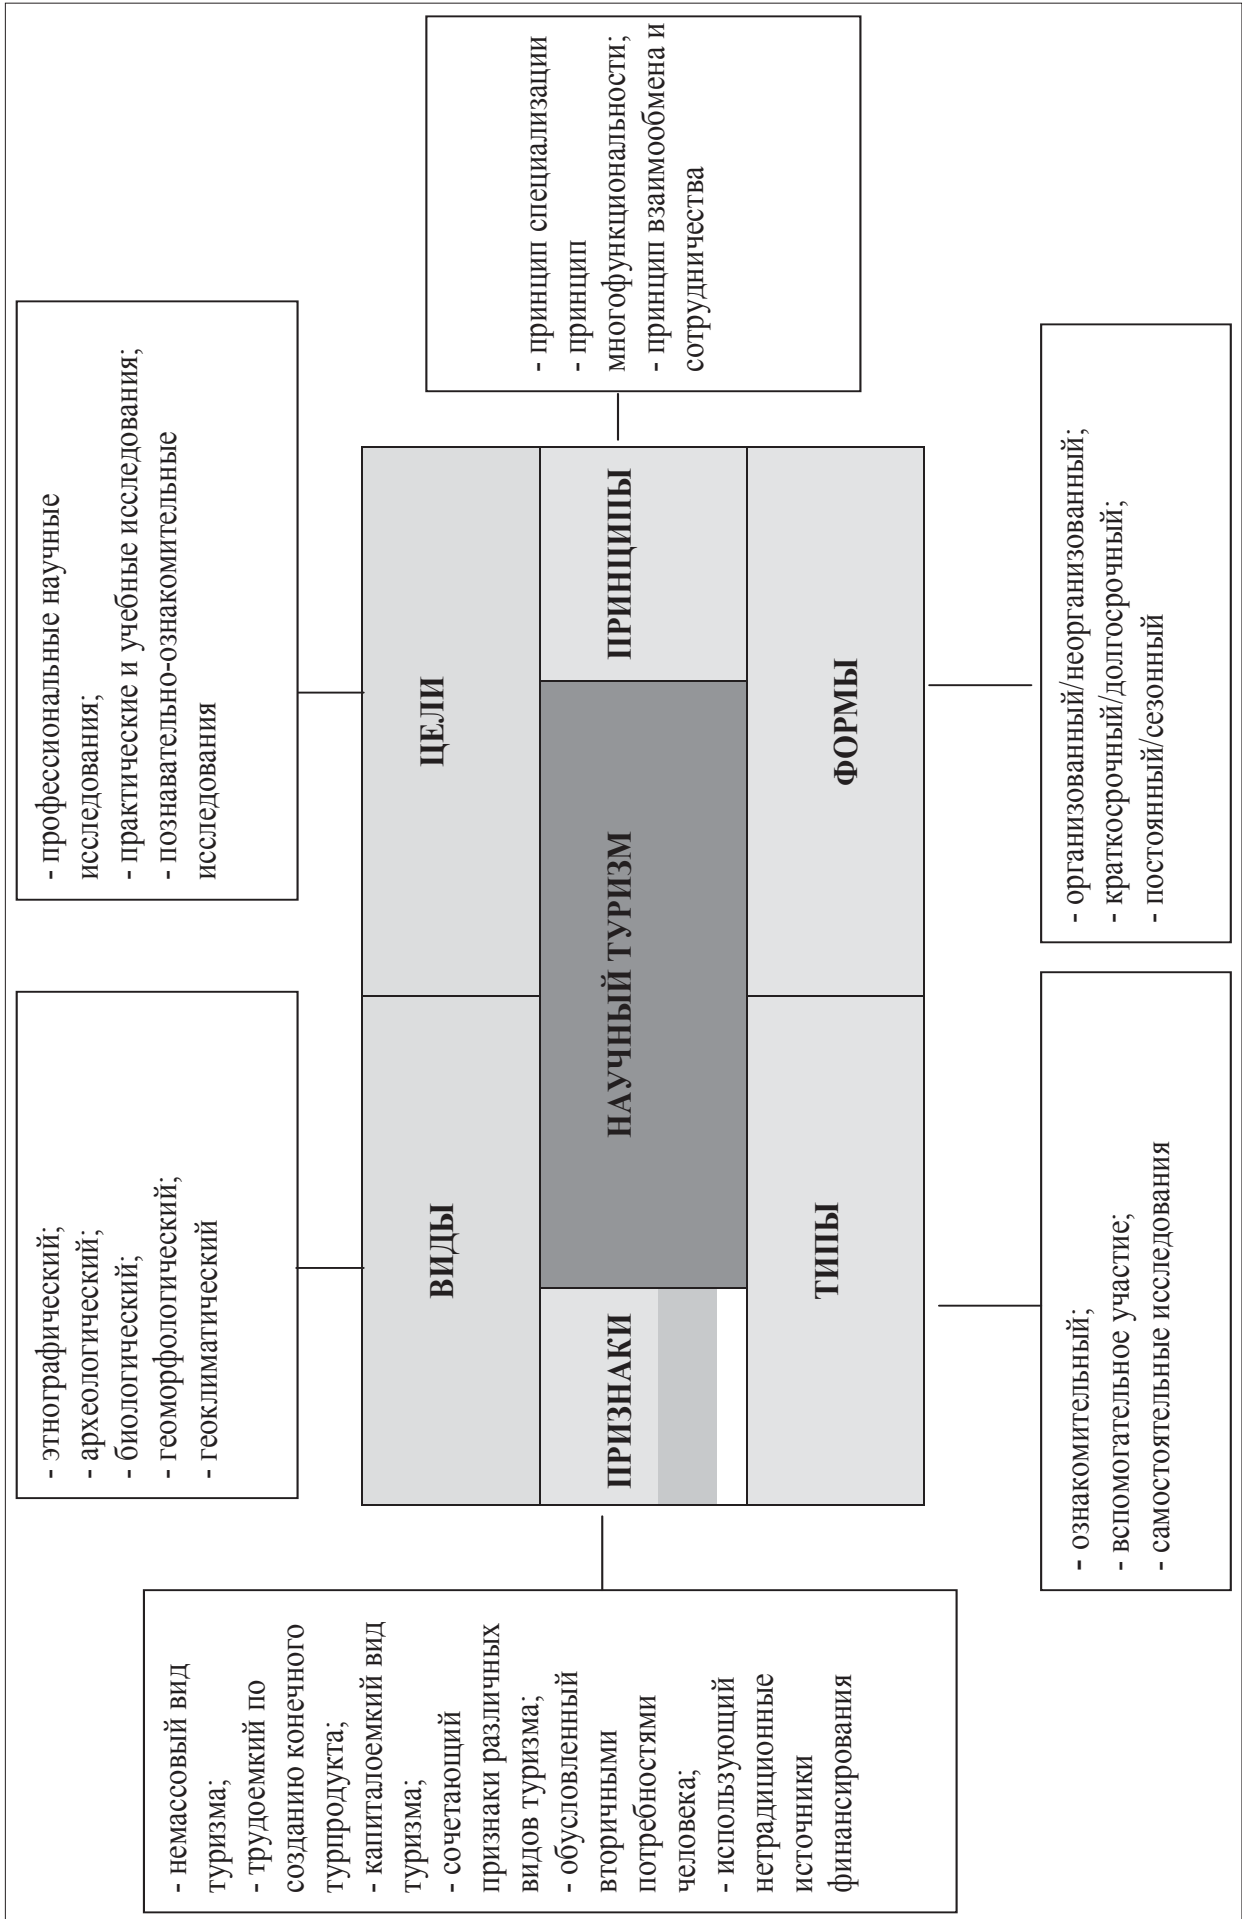 - немассовый вид
туризма;
- трудоемкий по
созданию конечного
турпродукта;
- капиталоемкий вид
туризма;
- сочетающий
признаки различных
видов туризма;
- обусловленный
вторичными
потребностями
человека;
- использующий
нетрадиционные
источники
финансирования
- этнографический;
- археологический;
- биологический;
- геоморфологический;
- геоклиматический
- профессиональные научные
исследования;
- практические и учебные исследования;
- познавательно-ознакомительные
исследования
ВИДЫ
ЦЕЛИ
ПРИЗНАКИ
НАУЧНЫЙ ТУРИЗМ
ПРИНЦИПЫ
ТИПЫ
ФОРМЫ
- принцип специализации
- принцип
многофункциональности;
- принцип взаимообмена и
сотрудничества
- ознакомительный;
- вспомогательное участие;
- самостоятельные исследования
- организованный/неорганизованный;
- краткосрочный/долгосрочный;
- постоянный/сезонный